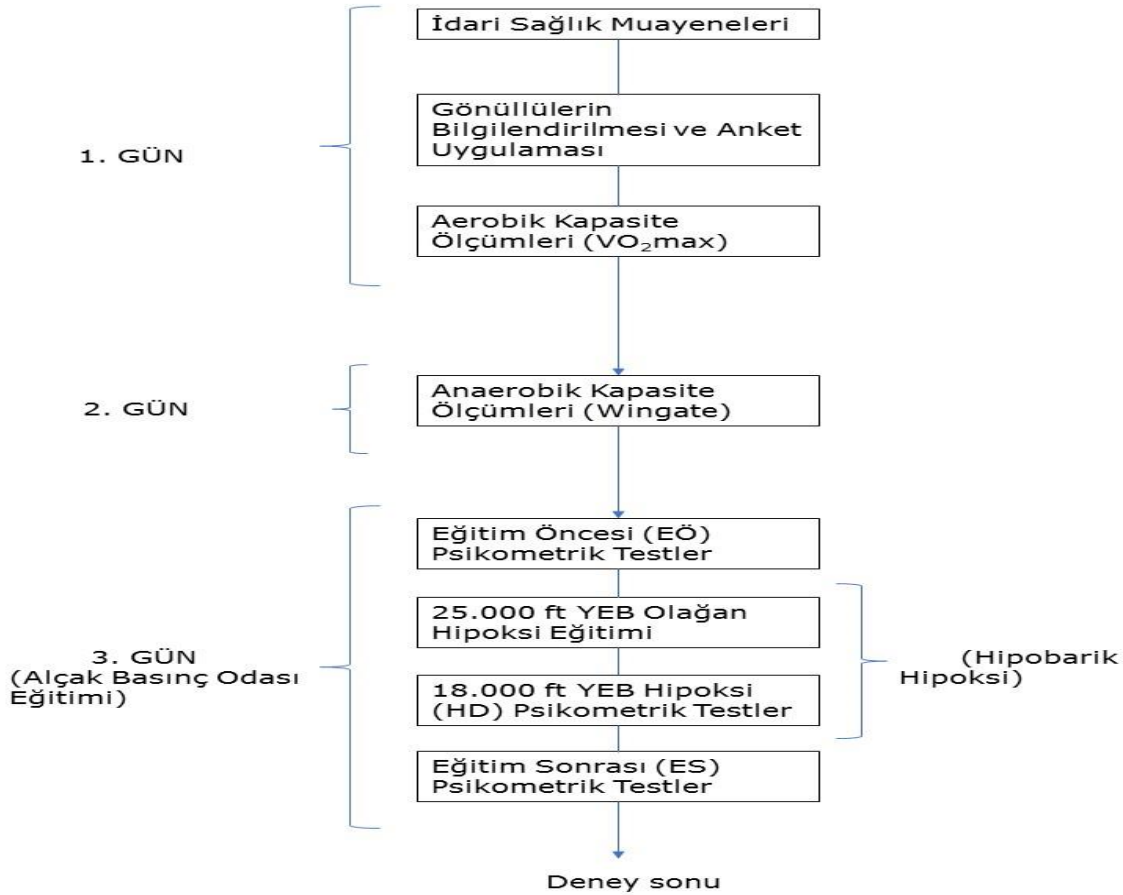 İdari Sağlık Muayeneleri
1. GÜN
Gönüllülerin
Bilgilendirilmesi ve Anket
Uygulaması
Aerobik Kapasite
Ölçümleri (VO₂max)
2. GÜN
Anaerobik Kapasite
Ölçümleri (Wingate)
3. GÜN
(Alçak Basınç Odası
Eğitimi)
Eğitim Öncesi (EÖ)
Psikometrik Testler
25.000 ft YEB Olağan
Hipoksi Eğitimi
18.000 ft YEB Hipoksi
(HD) Psikometrik Testler
(Hipobarik
Hipoksi)
Eğitim Sonrası (ES)
Psikometrik Testler
Deney sonu